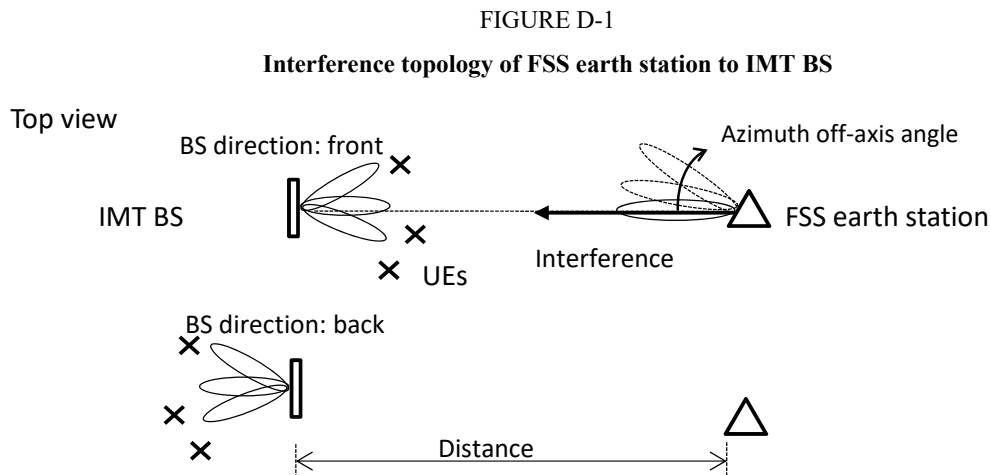 FIGURE D-1
Interference topology of FSS earth station to IMT BS
Top view
BS direction: front
Azimuth off-axis angle
IMT BS
FSS earth station
Interference
UEs
BS direction: back
Distance